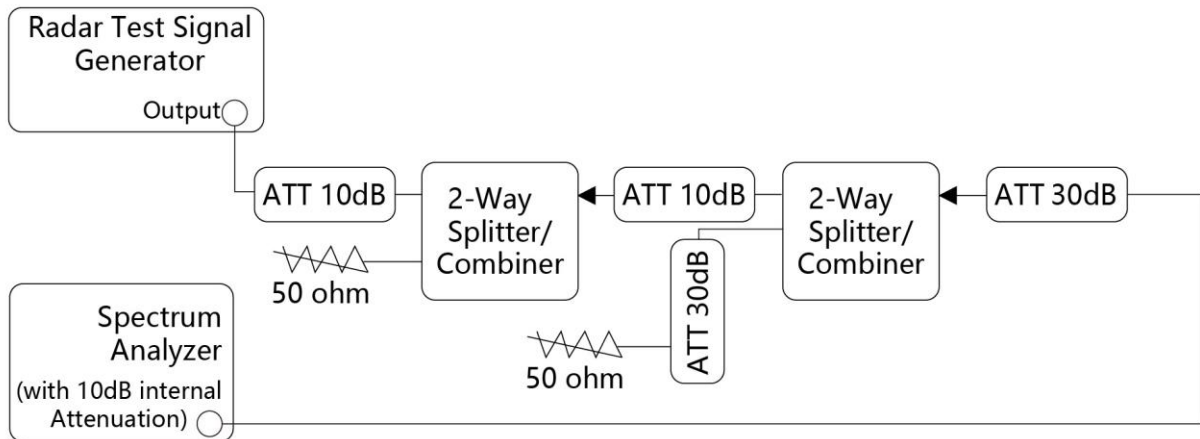 Radar Test Signal
Generator
Output
ATT 10dB
2-Way
Splitter/
Combiner
ATT 10dB
2-Way
Splitter/
Combiner
ATT 30dB
50 ohm
ATT 30dB
50 ohm
Spectrum
Analyzer
(with 10dB internal
Attenuation)